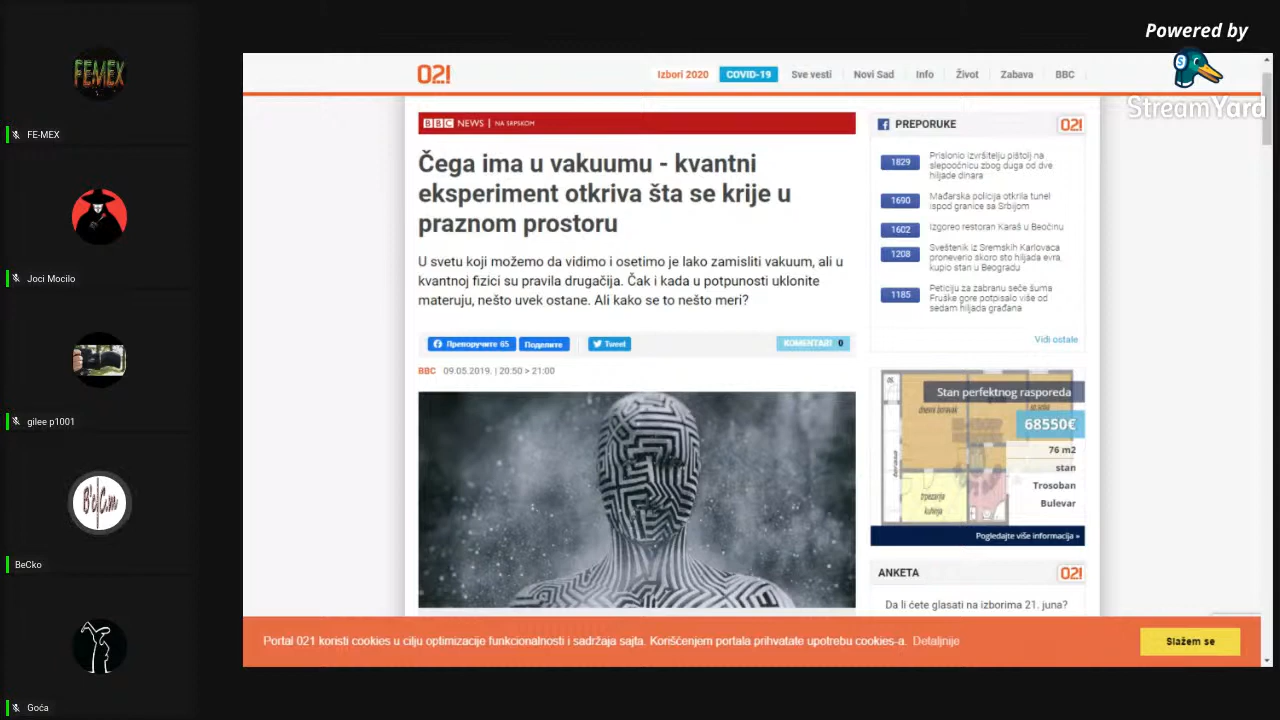 Powered by
StreamYard
FEMEX
FE-MEX
Joci Mocilo
gilee p1001
BeCko
Goća
021
Izbori 2020
COVID-19
Sve vesti
Novi Sad
Info
Život
Zabava
BBC
BBC NEWS | NA SRPSKOM
Čega ima u vakuumu - kvantni
eksperiment otkriva šta se krije u
praznom prostoru
U svetu koji možemo da vidimo i osetimo je lako zamisliti vakuum, ali u
kvantnoj fizici su pravila drugačija. Čak i kada u potpunosti uklonite
materuju, nešto uvek ostane. Ali kako se to nešto meri?
Препоручите 65
Поделите
Tweet
KOMENTARI 0
BBC 09.05.2019. | 20:50 > 21:00
PREPORUKE
021
1829
Prislonio izvršitelju pištolj na
slepoočnicu zbog duga od dve
hiljade dinara
1690
Mađarska policija otkrila tunel
ispod granice sa Srbijom
1602
Izgoreo restoran Karaš u Beočinu
1208
Sveštenik iz Sremskih Karlovaca
proneverio skoro sto hiljada evra,
kupio stan u Beogradu
1185
Peticiju za zabranu seče šuma
Fruške gore potpisalo više od
sedam hiljada građana
Vidi ostale
Stan perfektnog rasporeda
dnevni boravak
68550€
76 m2
stan
Trosoban
Bulevar
terasa
trpezarija
kuhinja
Pogledajte više informacija »
ANKETA
021
Da li ćete glasati na izborima 21. juna?
Portal 021 koristi cookies u cilju optimizacije funkcionalnosti i sadržaja sajta. Korišćenjem portala prihvatate upotrebu cookies-a. Detaljnije
Slažem se